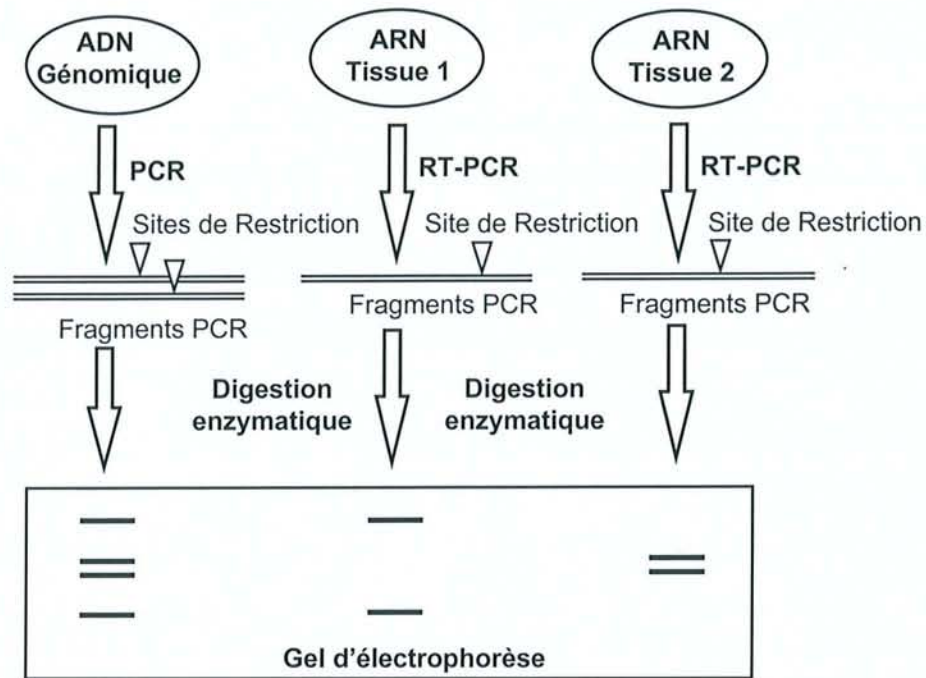 ADN
Génomique
ARN
Tissue 1
ARN
Tissue 2
PCR
RT-PCR
RT-PCR
Sites de Restriction
Site de Restriction
Site de Restriction
Fragments PCR
Fragments PCR
Fragments PCR
Digestion
enzymatique
Digestion
enzymatique
Gel d'électrophorèse